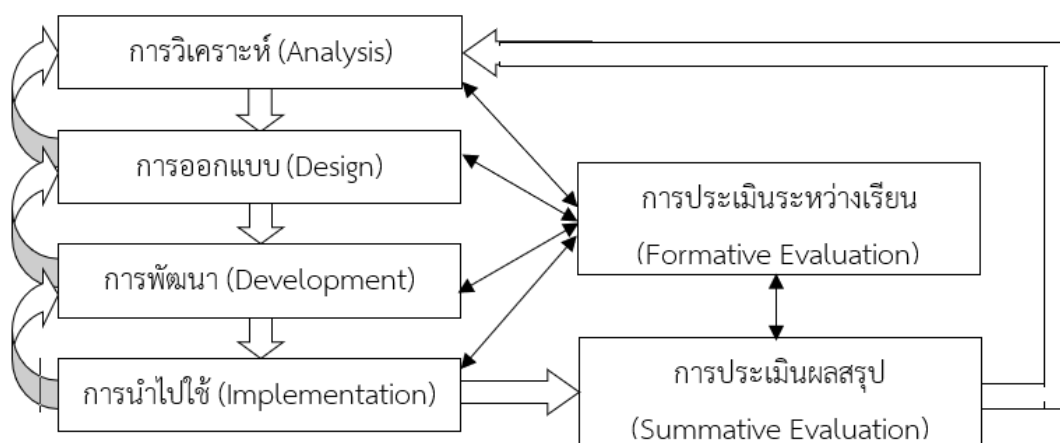 การวิเคราะห์ (Analysis)
การออกแบบ (Design)
การพัฒนา (Development)
การนำไปใช้ (Implementation)
การประเมินระหว่างเรียน
(Formative Evaluation)
การประเมินผลสรุป
(Summative Evaluation)